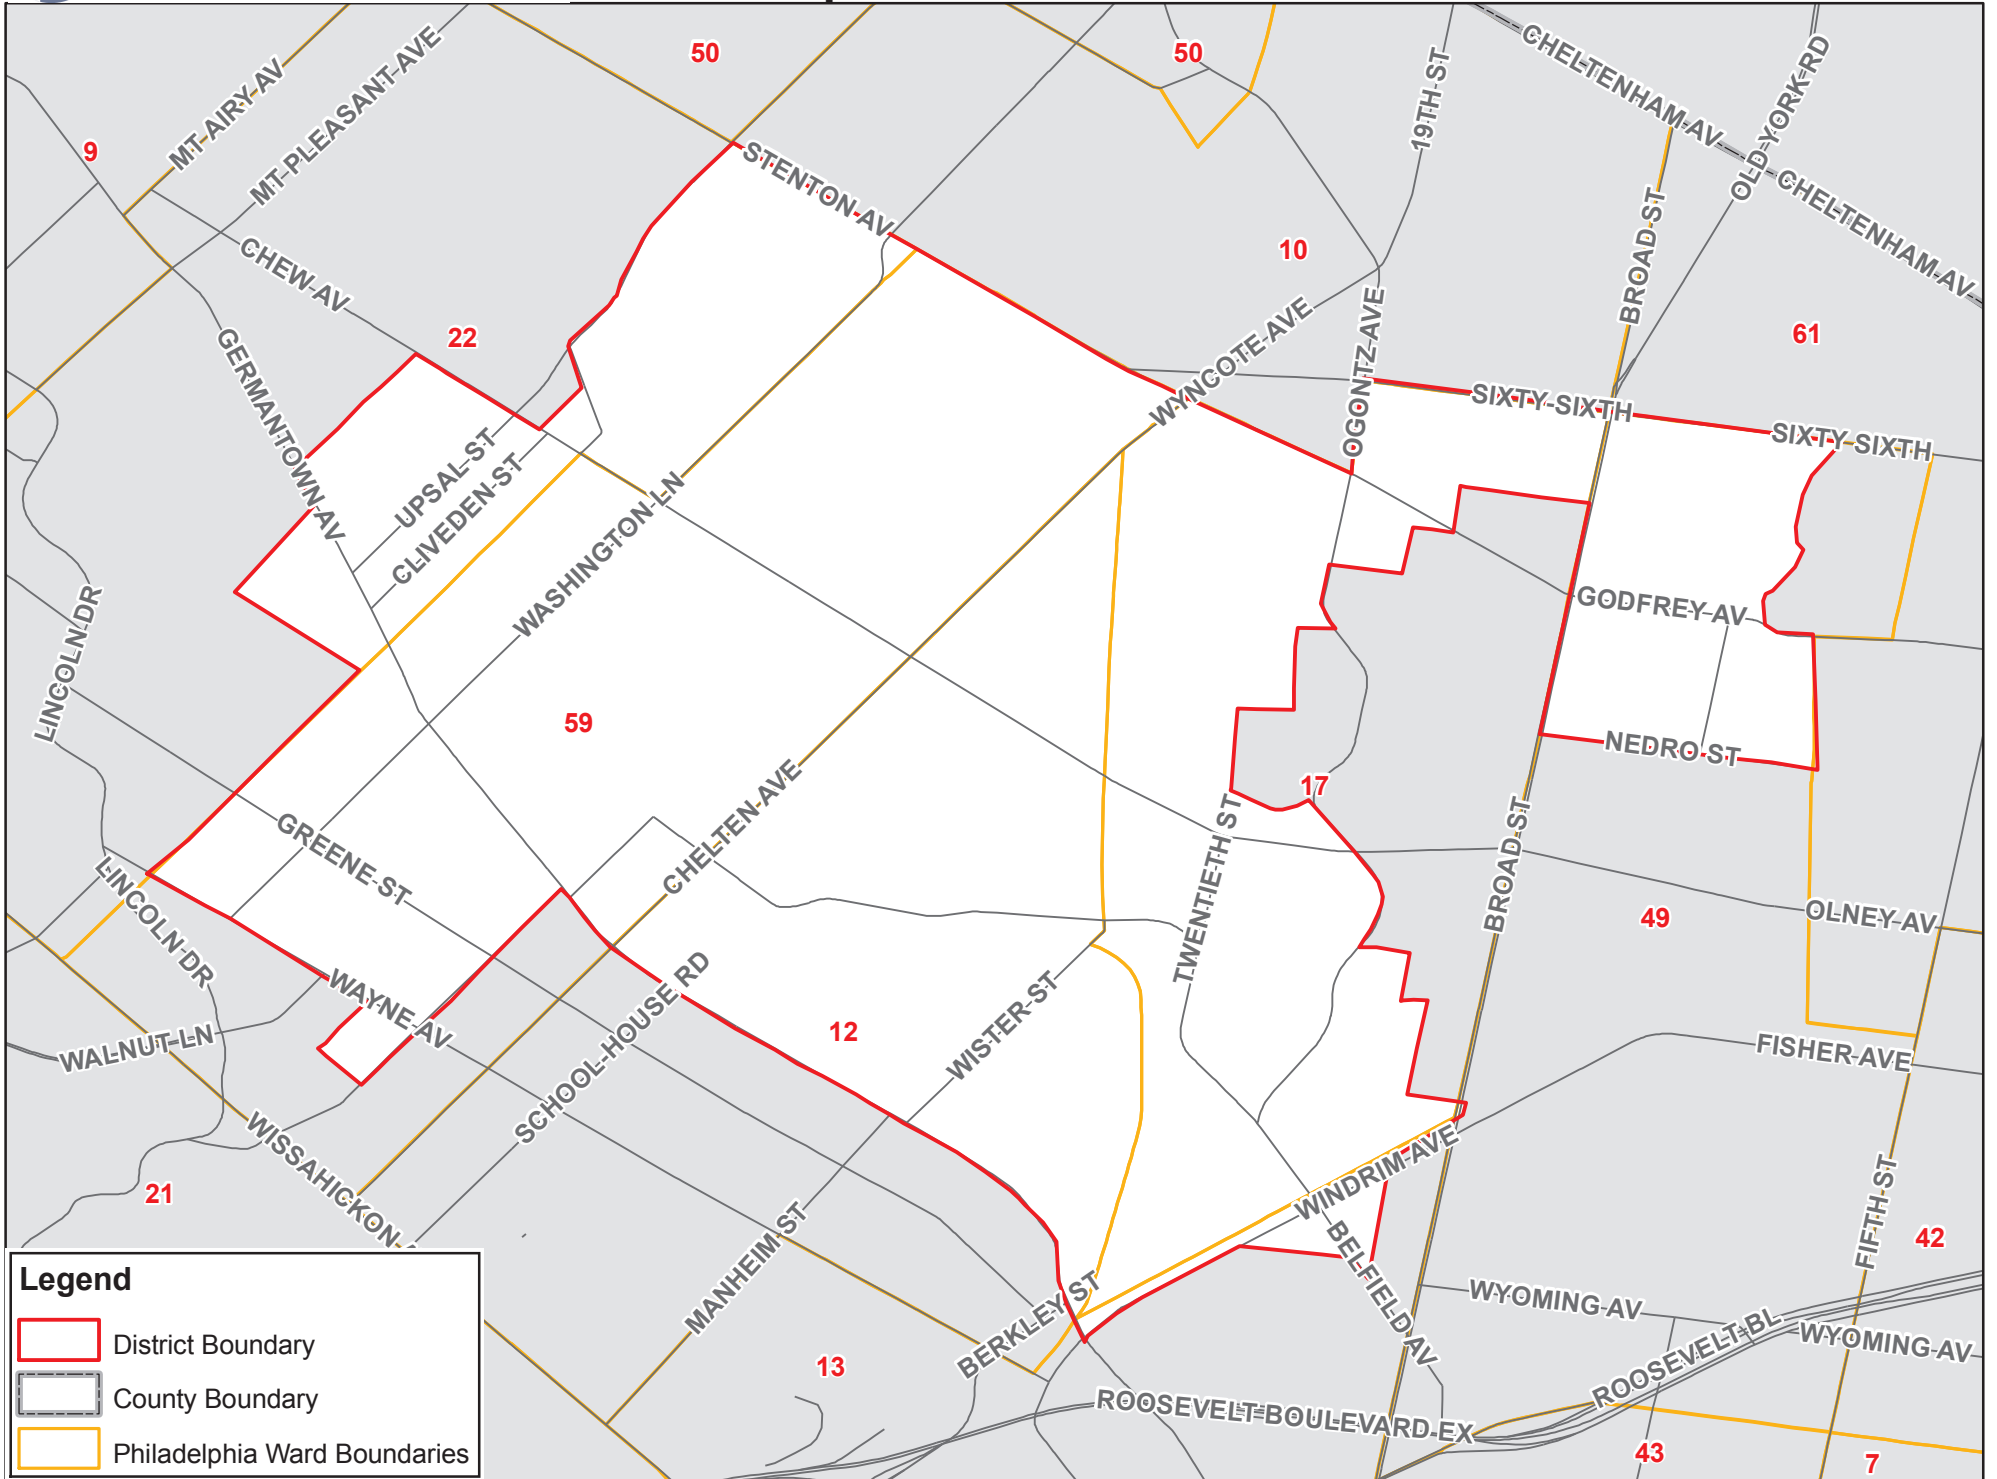 50
50
CHELTENHAM AV
OLD YORK RD
MT AIRY AV
MT PLEASANT AVE
19TH ST
9
STENTON AV
CHELTENHAM AV
CHEW AV
10
BROAD ST
22
61
GERMANTOWN AV
WYNCOTE AVE
OGONTZ AVE
SIXTY SIXTH
SIXTY SIXTH
UPSAL ST
CLIVEDEN ST
WASHINGTON LN
GODFREY AV
LINCOLN DR
59
NEDRO ST
17
CHELTEN AVE
GREENE ST
TWENTIETH ST
BROAD ST
49
OLNEY AV
LINCOLN DR
WAYNE AV
SCHOOL HOUSE RD
12
WISTER ST
WALNUT LN
FISHER AVE
WISSAHICKON
21
WINDRIM AVE
FIFTH ST
42
MANHEIM ST
BERKLEY ST
BELFIELD AV
WYOMING AV
WYOMING AV
ROOSEVELT BL
13
ROOSEVELT BOULEVARD EX
43
7
Legend
District Boundary
County Boundary
Philadelphia Ward Boundaries